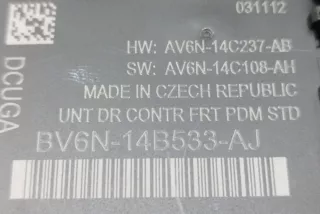 031112
HW: AV6N-14C237-AB
SW: AV6N-14C108-AH
MADE IN CZECH REPUBLIC
UNT DR CONTR FRT PDM STD
BV6N-14B533-AJ
DCUGA